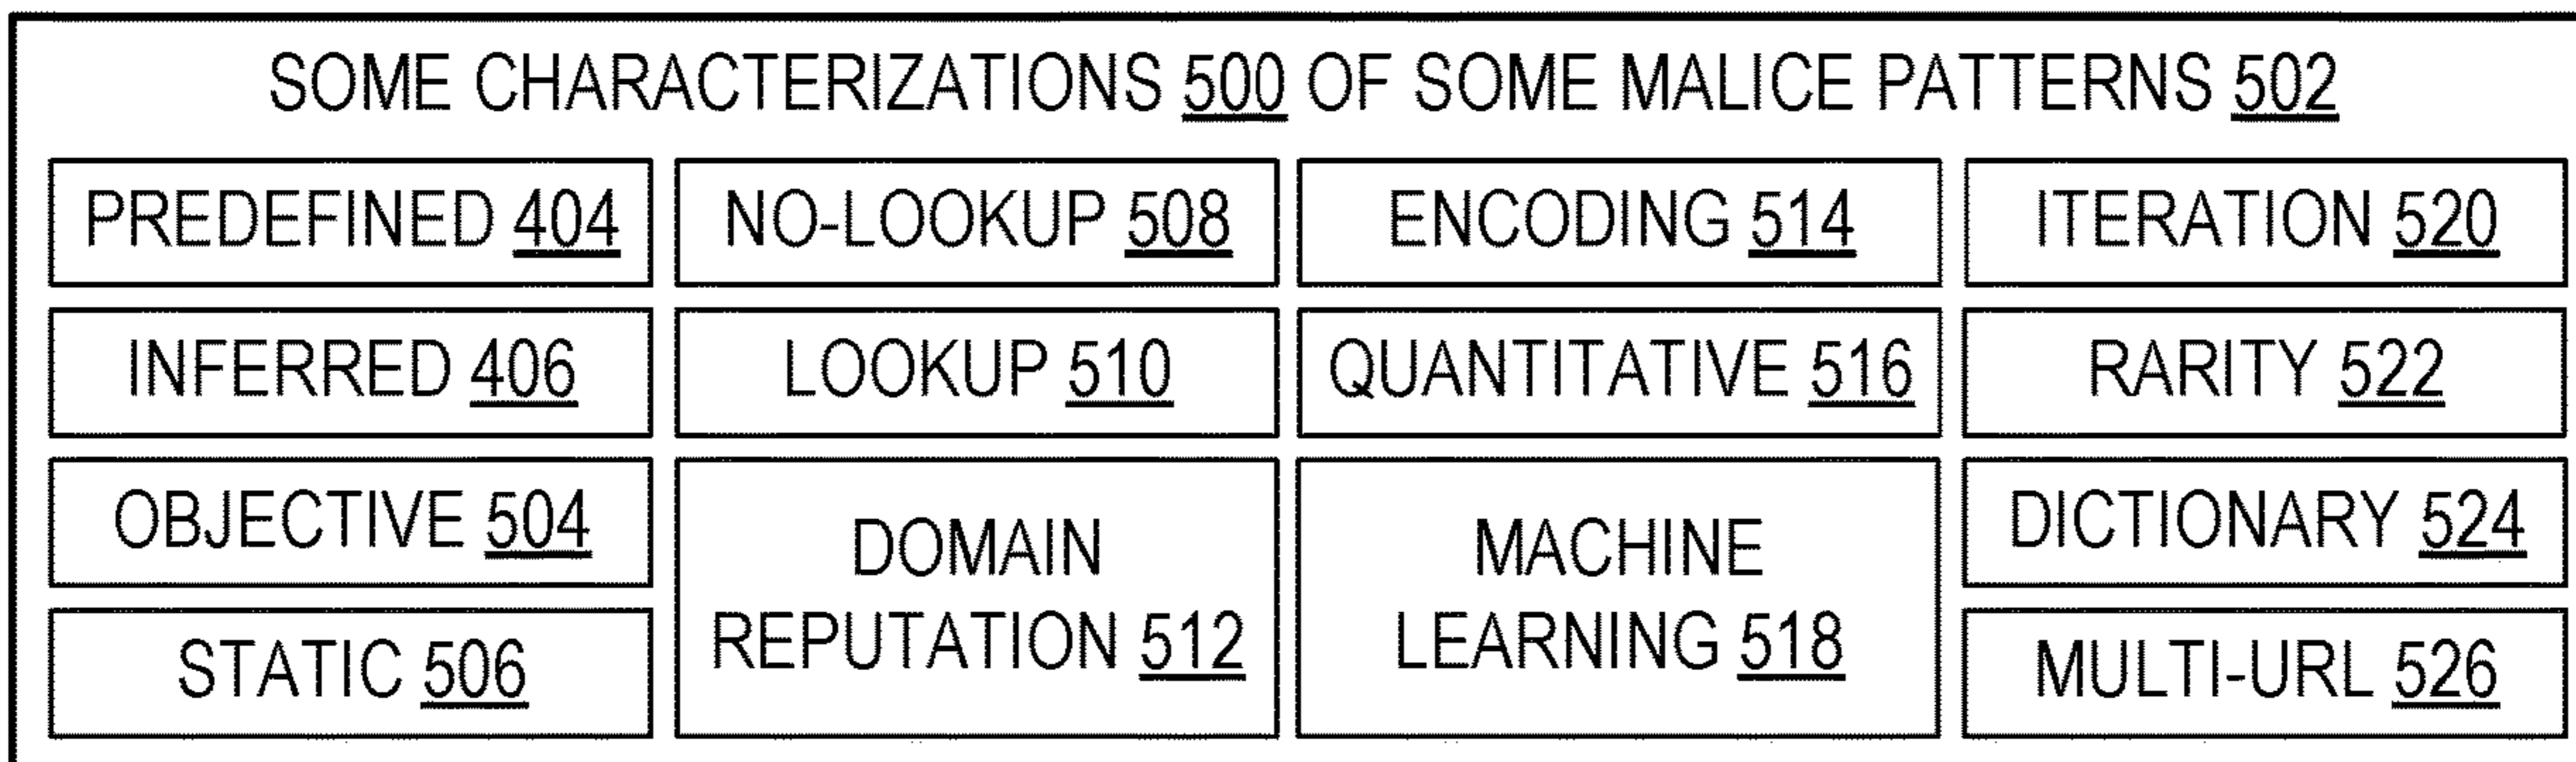 SOME CHARACTERIZATIONS 500 OF SOME MALICE PATTERNS 502
PREDEFINED 404
INFERRED 406
OBJECTIVE 504
STATIC 506
NO-LOOKUP 508
LOOKUP 510
DOMAIN
REPUTATION 512
ENCODING 514
QUANTITATIVE 516
MACHINE
LEARNING 518
ITERATION 520
RARITY 522
DICTIONARY 524
MULTI-URL 526